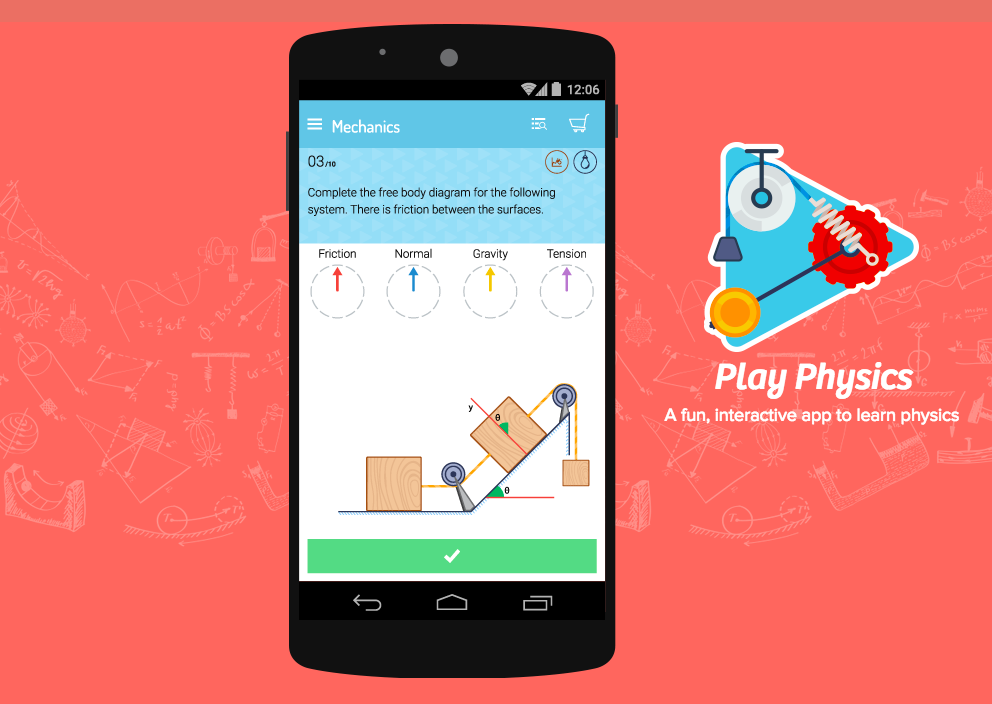 12:06
Mechanics
03/10
Complete the free body diagram for the following
system. There is friction between the surfaces.
Friction Normal Gravity Tension
y
θ
θ
Play Physics
A fun, interactive app to learn physics